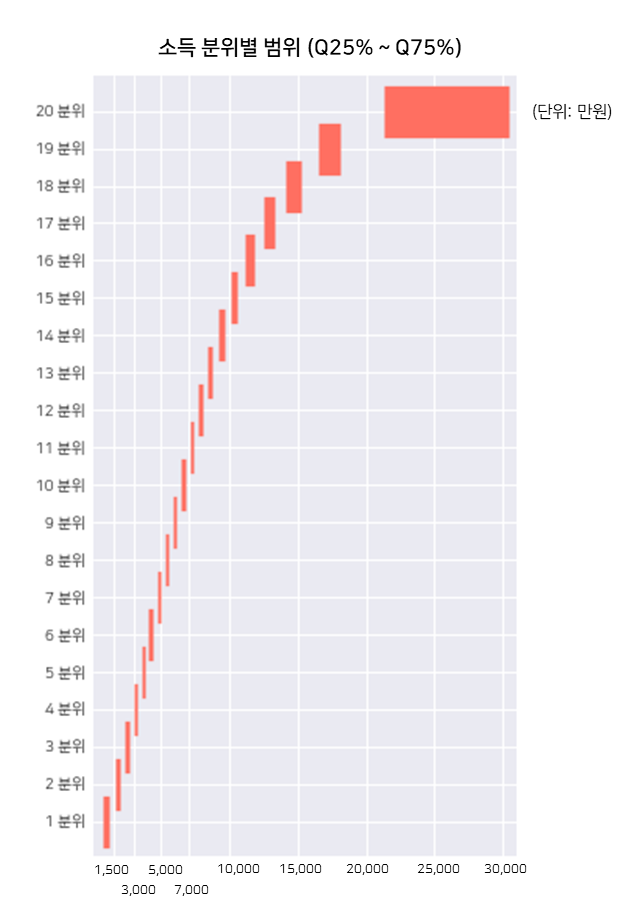 소득 분위별 범위 (Q25% ~ Q75%)
(단위: 만원)
20 분위
19 분위
18 분위
17 분위
16 분위
15 분위
14 분위
13 분위
12 분위
11 분위
10 분위
9 분위
8 분위
7 분위
6 분위
5 분위
4 분위
3 분위
2 분위
1 분위
1,500 5,000 10,000 15,000 20,000 25,000 30,000
3,000 7,000